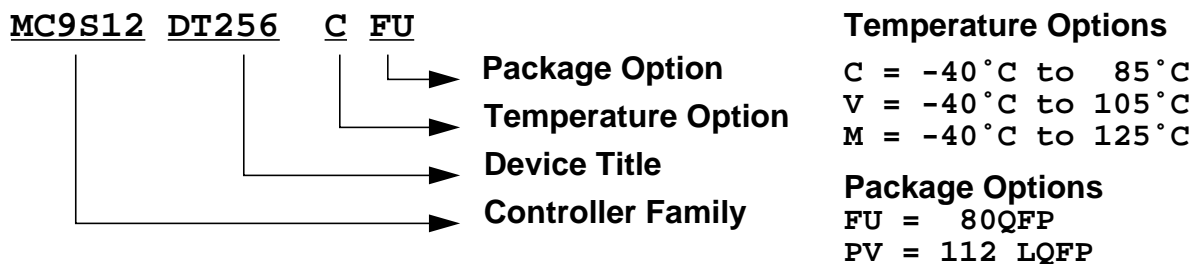 MC9S12 DT256 C FU
Package Option
Temperature Option
Device Title
Controller Family
Temperature Options
C = -40˚C to 85˚C
V = -40˚C to 105˚C
M = -40˚C to 125˚C
Package Options
FU = 80QFP
PV = 112 LQFP